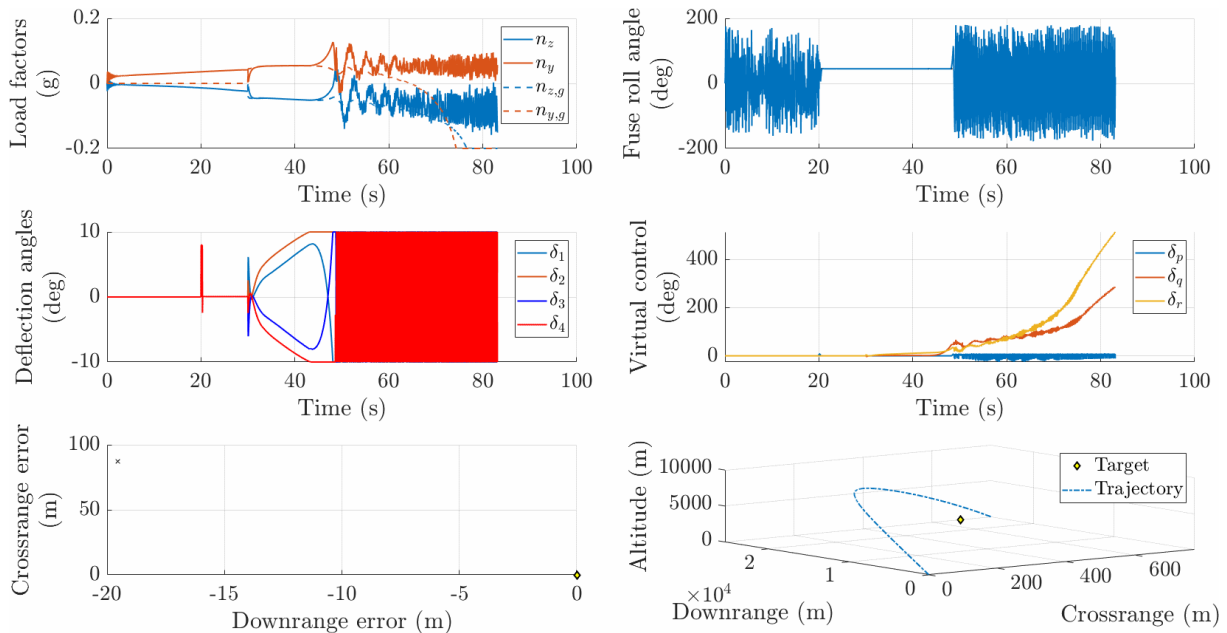 Load factors
(g)
0.2
0
-0.2
0
20
40
60
80
100
Time (s)
n_z
n_y
n_{z,g}
n_{y,g}
Fuse roll angle
(deg)
200
0
-200
0
20
40
60
80
100
Time (s)
Deflection angles
(deg)
10
0
-10
0
20
40
60
80
100
Time (s)
δ_1
δ_2
δ_3
δ_4
Virtual control
(deg)
400
200
0
0
20
40
60
80
100
Time (s)
δ_p
δ_q
δ_r
Crossrange error
(m)
100
50
0
-20
-15
-10
-5
0
Downrange error (m)
Altitude (m)
10000
5000
0
2
1
0
×10^4
Downrange (m)
0
200
400
600
Crossrange (m)
Target
Trajectory